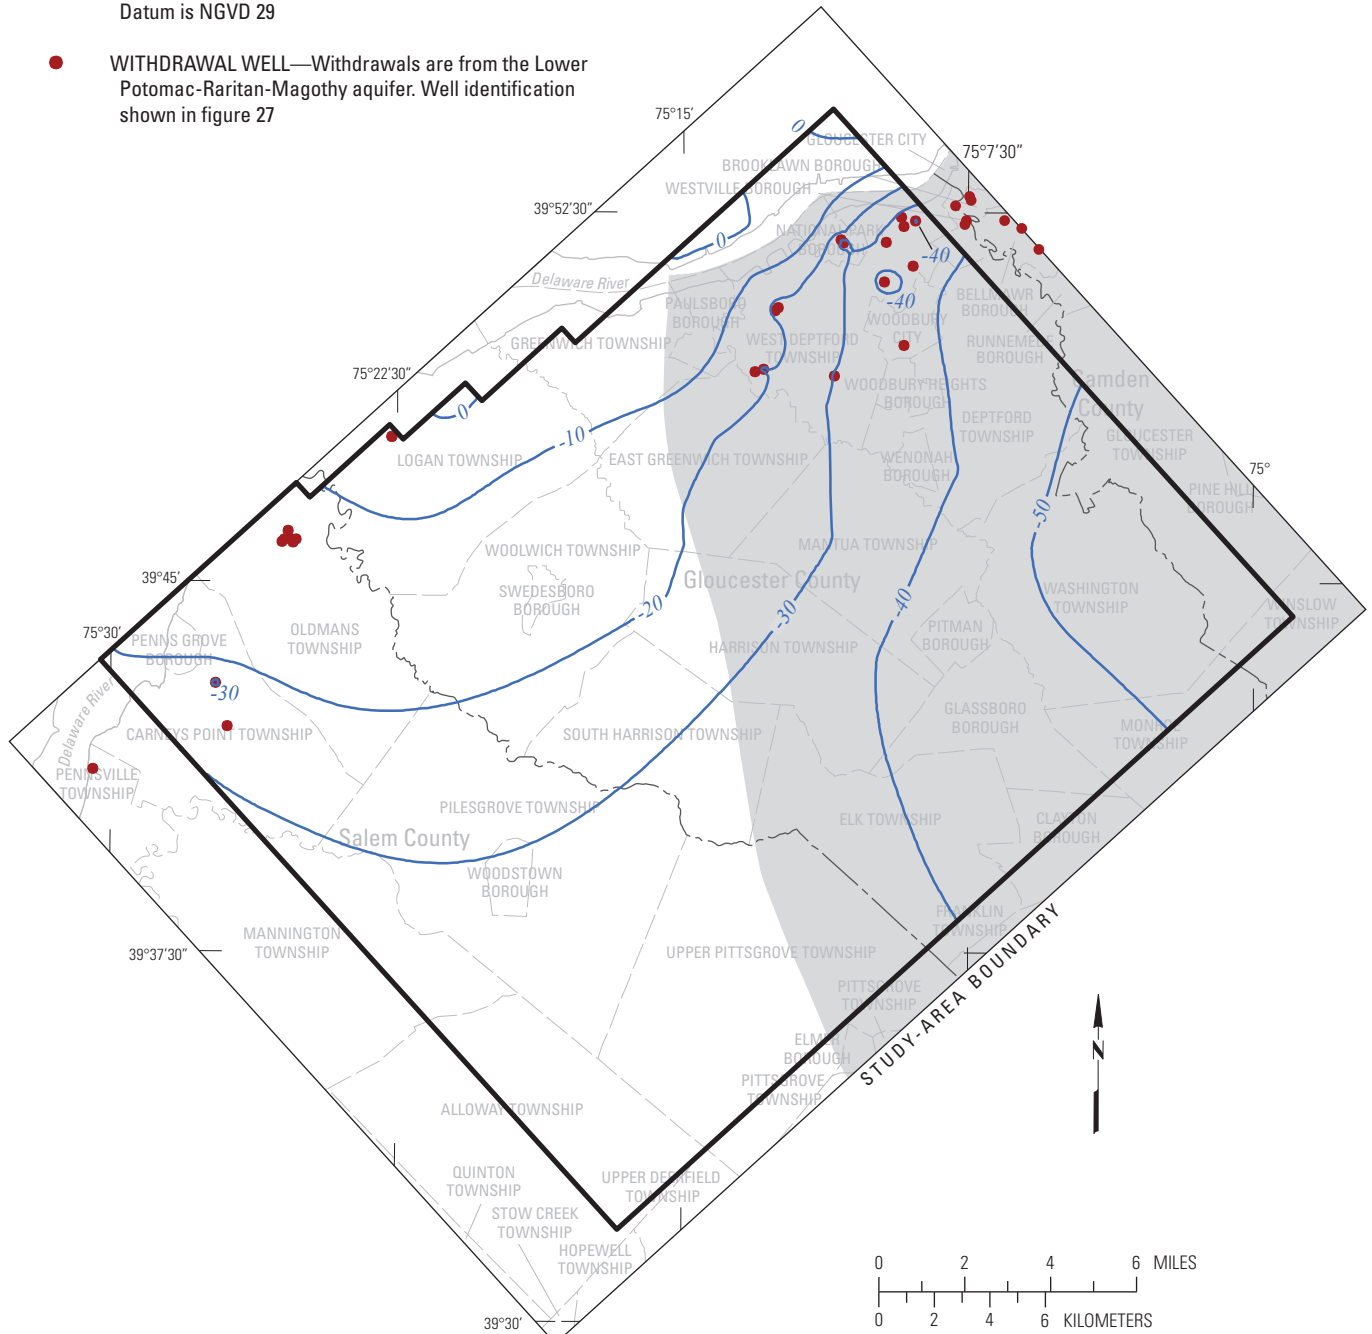 Datum is NGVD 29
WITHDRAWAL WELL—Withdrawals are from the Lower
Potomac-Raritan-Magothy aquifer. Well identification
shown in figure 27
75°15'
0
GLOUCESTER CITY
75°7'30"
BROOKLAWN BOROUGH
WESTVILLE BOROUGH
39°52'30"
NATIONAL PARK
BOROUGH
0
-40
Delaware River
-40
BELLMAWR
BOROUGH
PAULSBORO
BOROUGH
WOODBURY
CITY
GREENWICH TOWNSHIP
WEST DEPTFORD
TOWNSHIP
RUNNEMEDE
BOROUGH
75°22'30"
WOODBURY HEIGHTS
BOROUGH
Camden
County
0
DEPTFORD
TOWNSHIP
-10
GLOUCESTER
TOWNSHIP
LOGAN TOWNSHIP
EAST GREENWICH TOWNSHIP
WENONAH
BOROUGH
75°
PINE HILL
BOROUGH
-50
WOOLWICH TOWNSHIP
MANTUA TOWNSHIP
39°45'
Gloucester County
SWEDESBORO
BOROUGH
WASHINGTON
TOWNSHIP
-20
-30
-40
WINSLOW
TOWNSHIP
75°30'
PENNS GROVE
BOROUGH
OLDMANS
TOWNSHIP
PITMAN
BOROUGH
HARRISON TOWNSHIP
-30
Delaware River
GLASSBORO
BOROUGH
CARNEYS POINT TOWNSHIP
SOUTH HARRISON TOWNSHIP
MONROE
TOWNSHIP
PENNSVILLE
TOWNSHIP
PILESGROVE TOWNSHIP
ELK TOWNSHIP
CLAYTON
BOROUGH
Salem County
WOODSTOWN
BOROUGH
FRANKLIN
TOWNSHIP
MANNINGTON
TOWNSHIP
39°37'30"
UPPER PITTSGROVE TOWNSHIP
PITTSGROVE
TOWNSHIP
STUDY-AREA BOUNDARY
ELMER
BOROUGH
N
PITTSGROVE
TOWNSHIP
ALLOWAY TOWNSHIP
QUINTON
TOWNSHIP
UPPER DEERFIELD
TOWNSHIP
STOW CREEK
TOWNSHIP
HOPEWELL
TOWNSHIP
0 2 4 6 MILES
0 2 4 6 KILOMETERS
39°30'